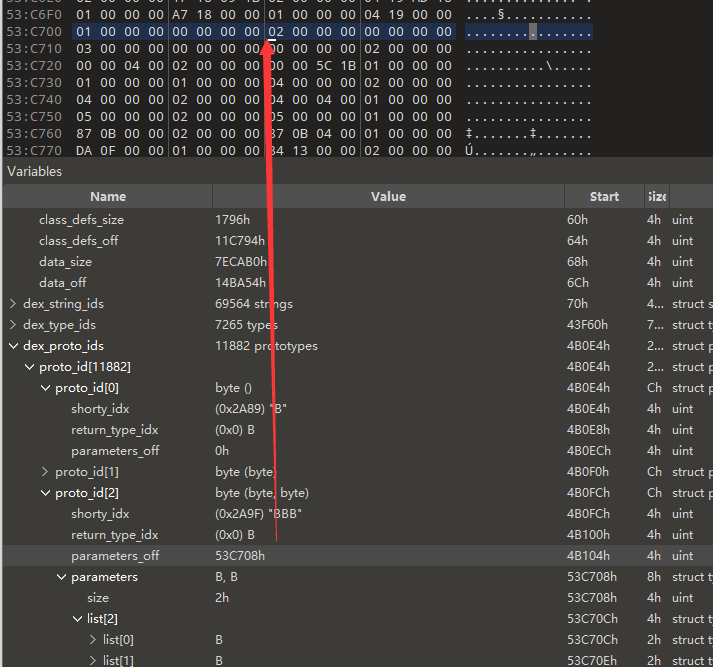 01 00 00 00 A7 18 00 00 01 00 00 00 04 19 00 00 ....§...........
53:C700 01 00 00 00 00 00 00 00 02 00 00 00 00 00 00 00 ................
53:C710 03 00 00 00 00 00 02 00 00 00 ................
53:C720 00 00 04 00 02 00 00 00 5C 1B 01 00 00 00 ..........\.....
53:C730 01 00 00 00 01 00 00 00 04 00 00 00 02 00 00 00 ................
53:C740 04 00 00 00 02 00 00 00 04 00 04 00 01 00 00 00 ................
53:C750 05 00 00 00 02 00 00 00 05 00 00 00 01 00 00 00 ................
53:C760 87 0B 00 00 02 00 00 00 87 0B 04 00 01 00 00 00 ‡.......‡.......
53:C770 DA 0F 00 00 01 00 00 00 84 13 00 00 02 00 00 00 Ú.......„.......
Variables
Name Value Start Size
class_defs_size 1796h 60h 4h uint
class_defs_off 11C794h 64h 4h uint
data_size 7ECAB0h 68h 4h uint
data_off 14BA54h 6Ch 4h uint
dex_string_ids 69564 strings 70h 4... struct s
dex_type_ids 7265 types 43F60h 7... struct ty
dex_proto_ids 11882 prototypes 4B0E4h 2... struct p
proto_id[11882] 4B0E4h 2... struct p
proto_id[0] byte () 4B0E4h Ch struct p
shorty_idx (0x2A89) "B" 4B0E4h 4h uint
return_type_idx (0x0) B 4B0E8h 4h uint
parameters_off 0h 4B0ECh 4h uint
proto_id[1] byte (byte) 4B0F0h Ch struct p
proto_id[2] byte (byte, byte) 4B0FCh Ch struct p
shorty_idx (0x2A9F) "BBB" 4B0FCh 4h uint
return_type_idx (0x0) B 4B100h 4h uint
parameters_off 53C708h 4B104h 4h uint
parameters B, B 53C708h 8h struct ty
size 2h 53C708h 4h uint
list[2] 53C70Ch 4h struct ty
list[0] B 53C70Ch 2h struct ty
list[1] B 53C70Eh 2h struct ty